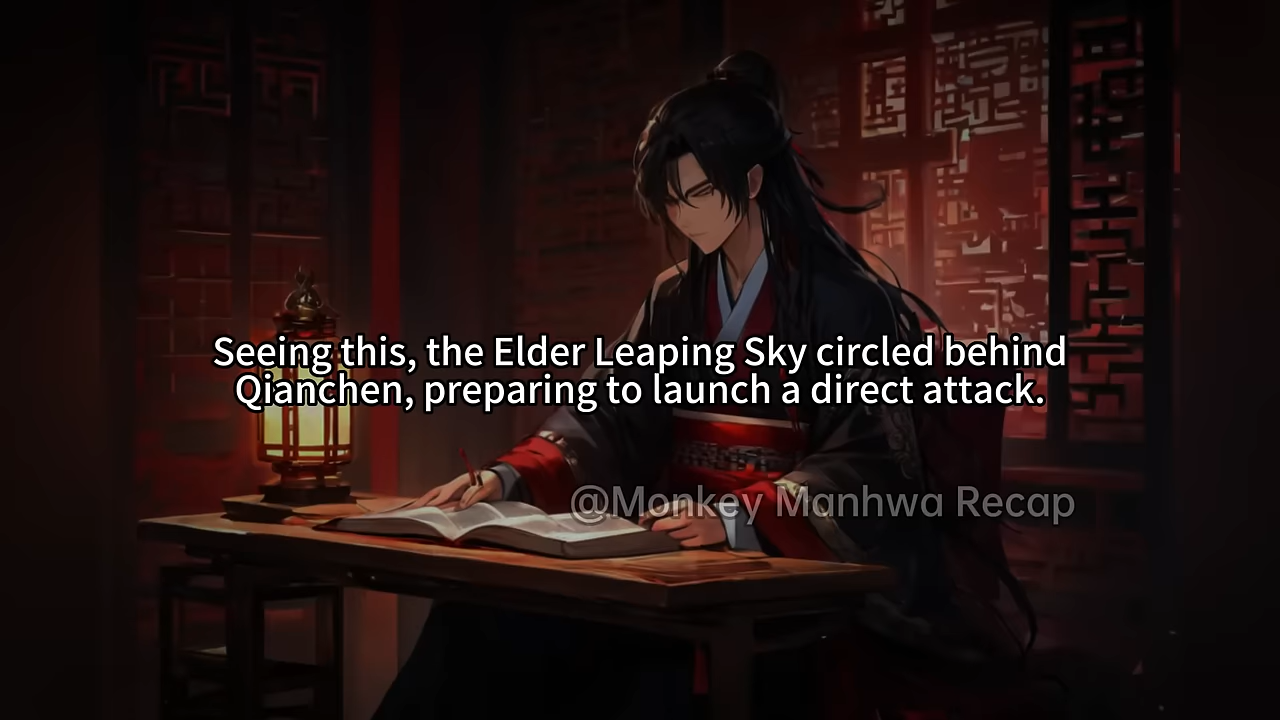 Seeing this, the Elder Leaping Sky circled behind
Qianchen, preparing to launch a direct attack.
@Monkey Manhwa Recap